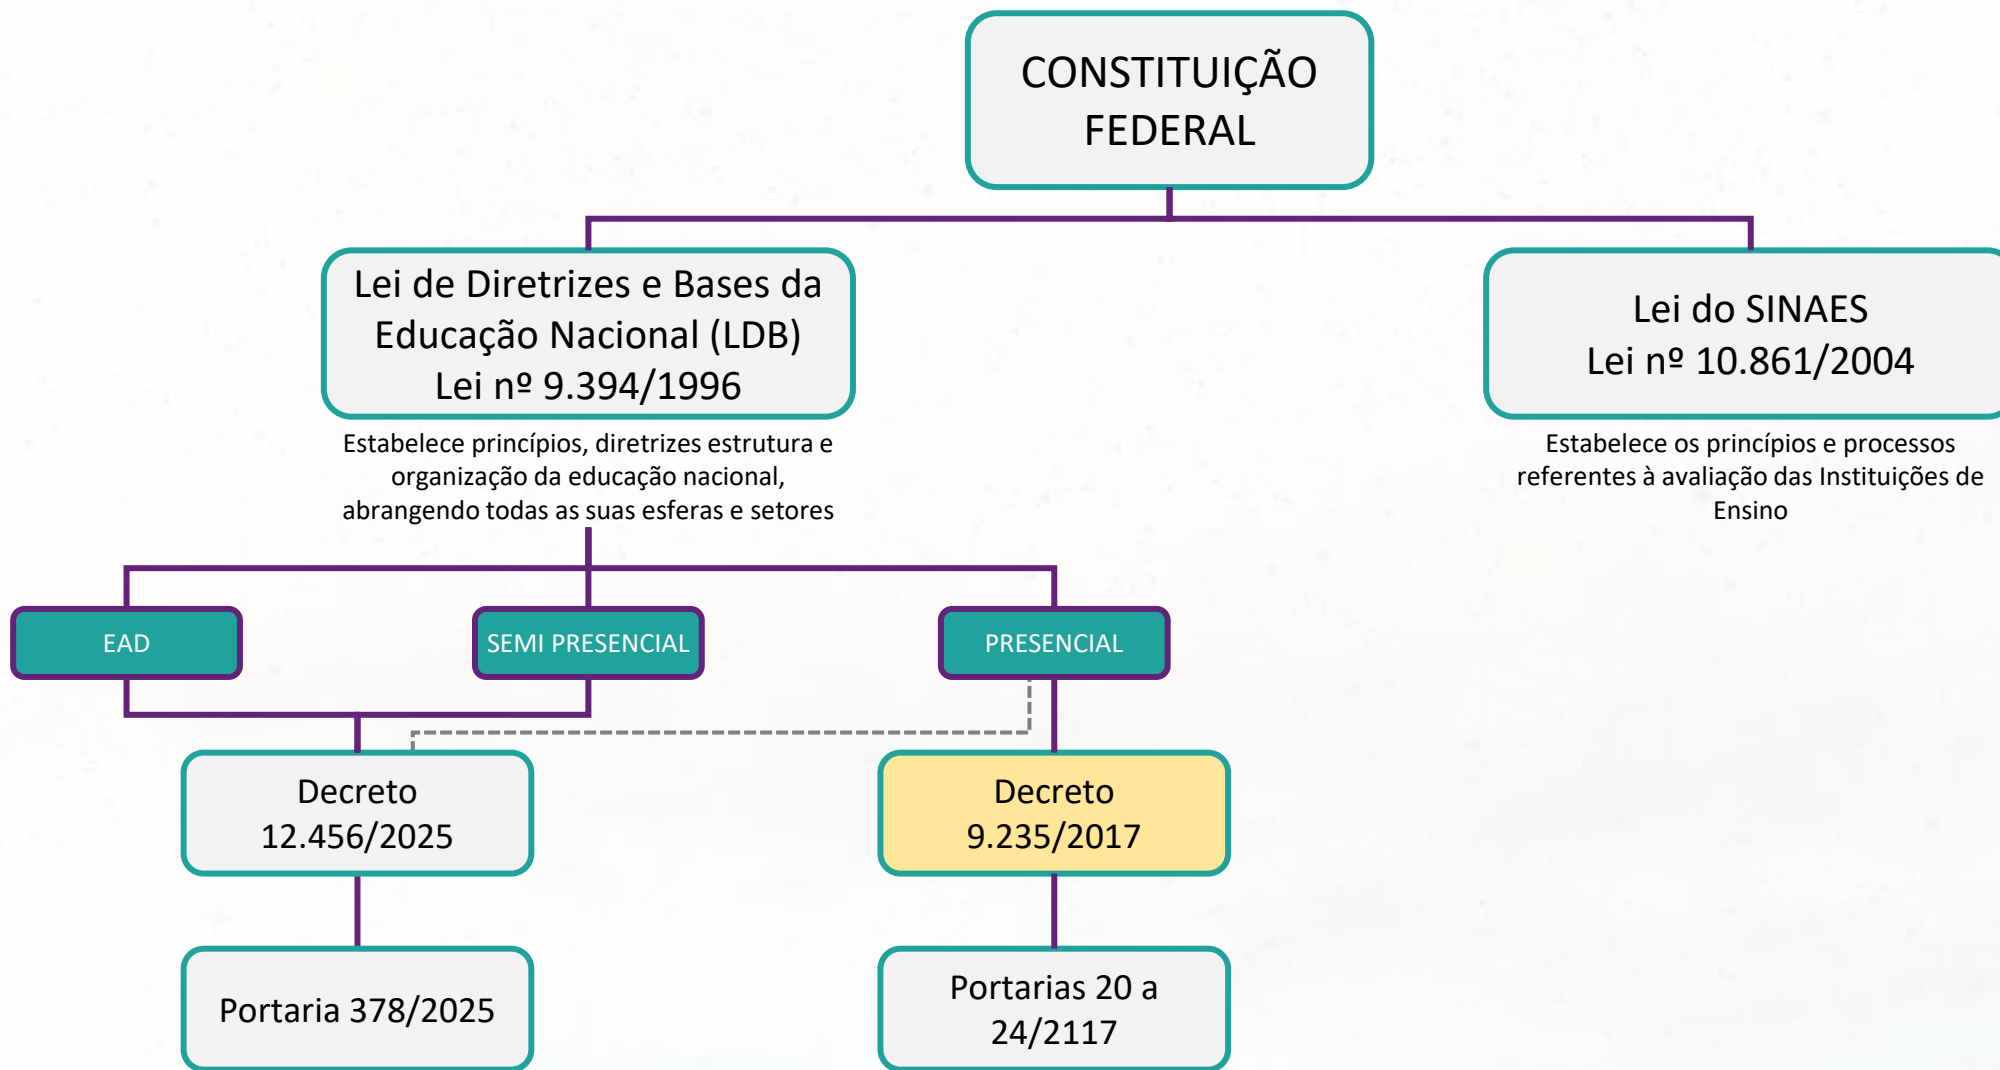 CONSTITUIÇÃO
FEDERAL
Lei de Diretrizes e Bases da
Educação Nacional (LDB)
Lei nº 9.394/1996
Lei do SINAES
Lei nº 10.861/2004
Estabelece princípios, diretrizes estrutura e
organização da educação nacional,
abrangendo todas as suas esferas e setores
Estabelece os princípios e processos
referentes à avaliação das Instituições de
Ensino
EAD
SEMI PRESENCIAL
PRESENCIAL
Decreto
12.456/2025
Decreto
9.235/2017
Portaria 378/2025
Portarias 20 a
24/2117